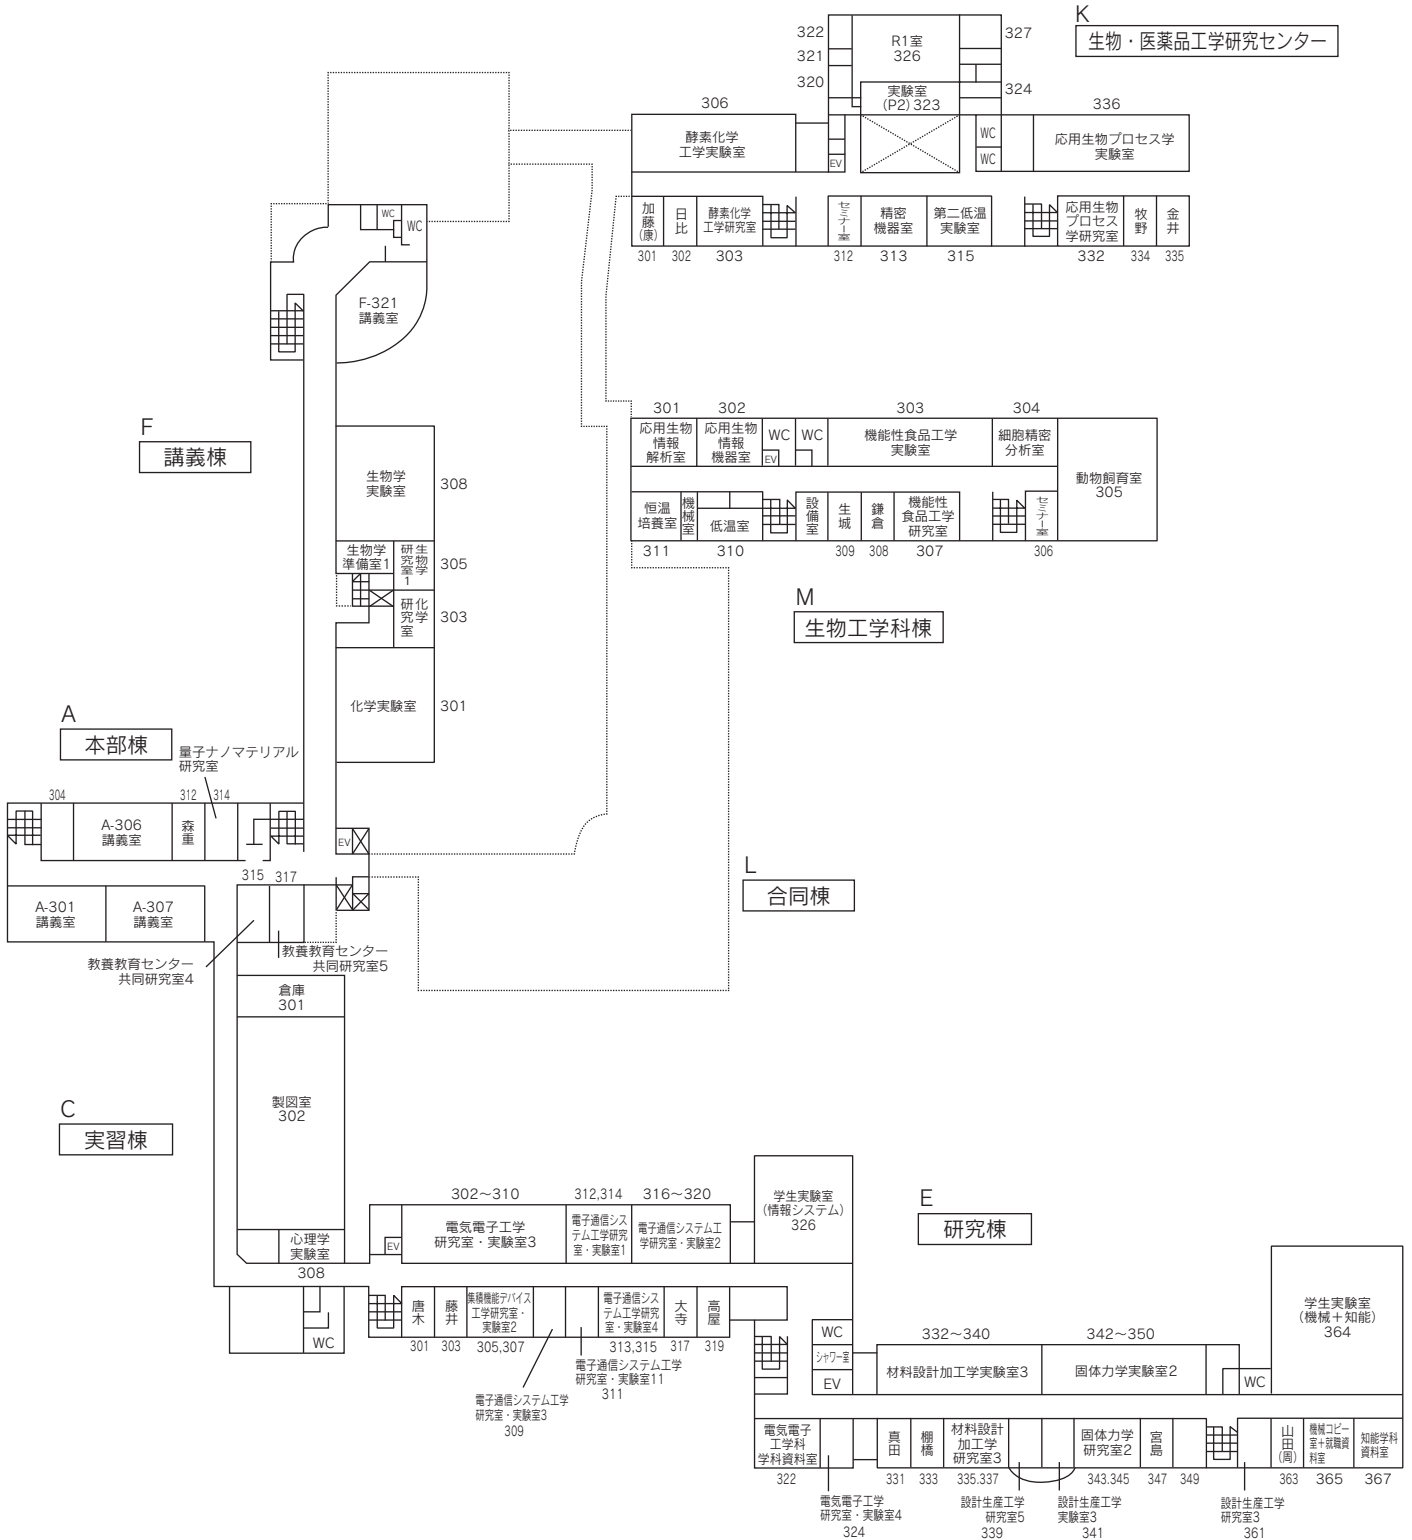 K
生物・医薬品工学研究センター
322
321
320
R1室
326
327
実験室
(P2)323
324
306
酵素化学
工学実験室
EV
WC
WC
336
応用生物プロセス学
実験室
加藤(康)
301
日比
302
酵素化学
工学研究室
303
セミナー室
312
精密
機器室
313
第二低温
実験室
315
応用生物
プロセス
学研究室
332
牧野
334
金井
335
WC
WC
F-321
講義室
F
講義棟
生物学
実験室
308
生物学
準備室1
生物学
研究室1
305
化学
研究室
303
化学実験室
301
301
応用生物
情報
解析室
302
応用生物
情報
機器室
WC
EV
WC
303
機能性食品工学
実験室
304
細胞精密
分析室
動物飼育室
305
恒温
培養室
311
機械室
低温室
310
設備室
生城
309
鎌倉
308
機能性
食品工学
研究室
307
セミナー室
306
M
生物工学科棟
A
本部棟
量子ナノマテリアル
研究室
304
A-306
講義室
312
森重
314
EV
315
317
A-301
講義室
A-307
講義室
教養教育センター
共同研究室4
教養教育センター
共同研究室5
L
合同棟
倉庫
301
製図室
302
C
実習棟
心理学
実験室
308
WC
EV
302〜310
電気電子工学
研究室・実験室3
312,314
電子通信シス
テム工学研究
室・実験室1
316〜320
電子通信システム工
学研究室・実験室2
学生実験室
(情報システム)
326
E
研究棟
唐木
301
藤井
303
集積機能デバイス
工学研究室・
実験室2
305,307
電子通信システム工学
研究室・実験室3
309
電子通信システム工学
研究室・実験室11
311
電子通信シス
テム工学研究
室・実験室4
313,315
大寺
317
高屋
319
WC
シャワー室
EV
332〜340
材料設計加工学実験室3
342〜350
固体力学実験室2
WC
学生実験室
(機械+知能)
364
電気電子
工学科
学科資料室
322
電気電子工学
研究室・実験室4
324
真田
331
棚橋
333
材料設計
加工学
研究室3
335.337
設計生産工学
研究室5
339
設計生産工学
実験室3
341
固体力学
研究室2
343.345
宮島
347
349
設計生産工学
研究室3
361
山田(周)
363
機械コピー
室+就職資
料室
365
知能学科
資料室
367